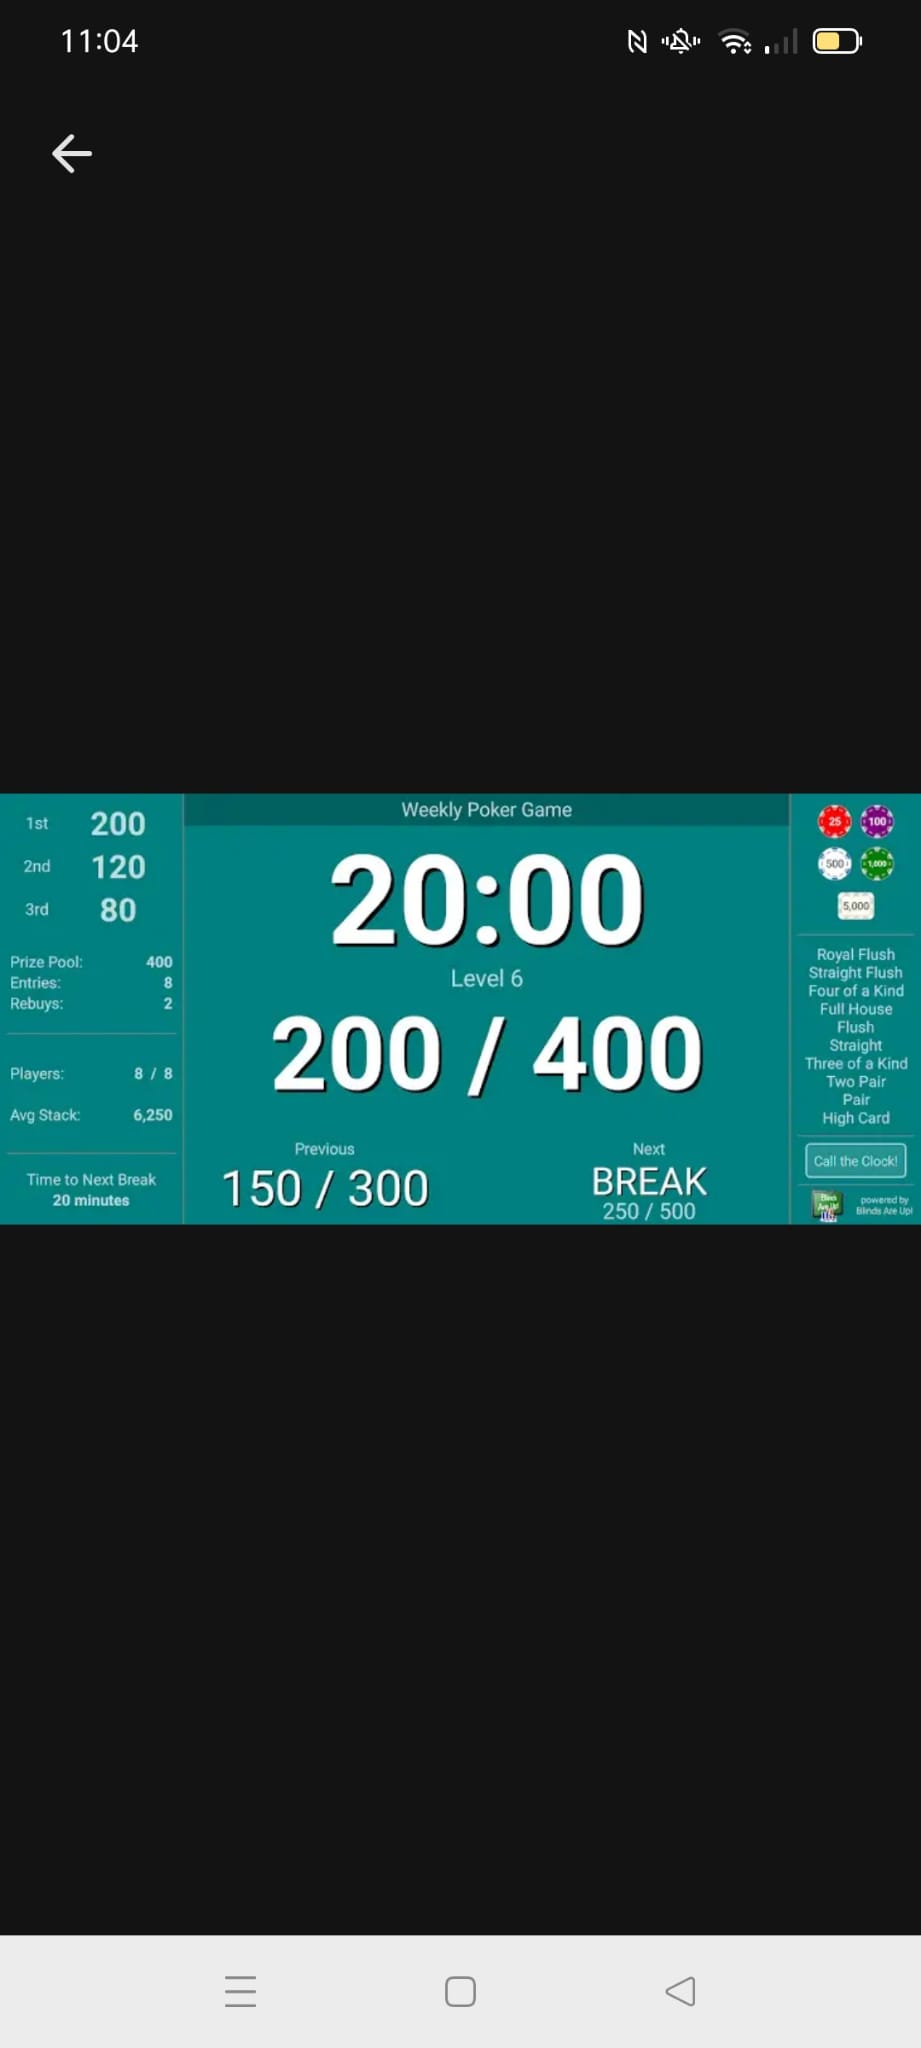 11:04
Weekly Poker Game
1st 200
2nd 120
3rd 80
Prize Pool: 400
Entries: 8
Rebuys: 2
Players: 8 / 8
Avg Stack: 6,250
Time to Next Break
20 minutes
20:00
Level 6
200 / 400
Previous
150 / 300
Next
BREAK
250 / 500
25 100
500 1,000
5,000
Royal Flush
Straight Flush
Four of a Kind
Full House
Flush
Straight
Three of a Kind
Two Pair
Pair
High Card
Call the Clock!
Blinds
Are Up!
powered by
Blinds Are Up!